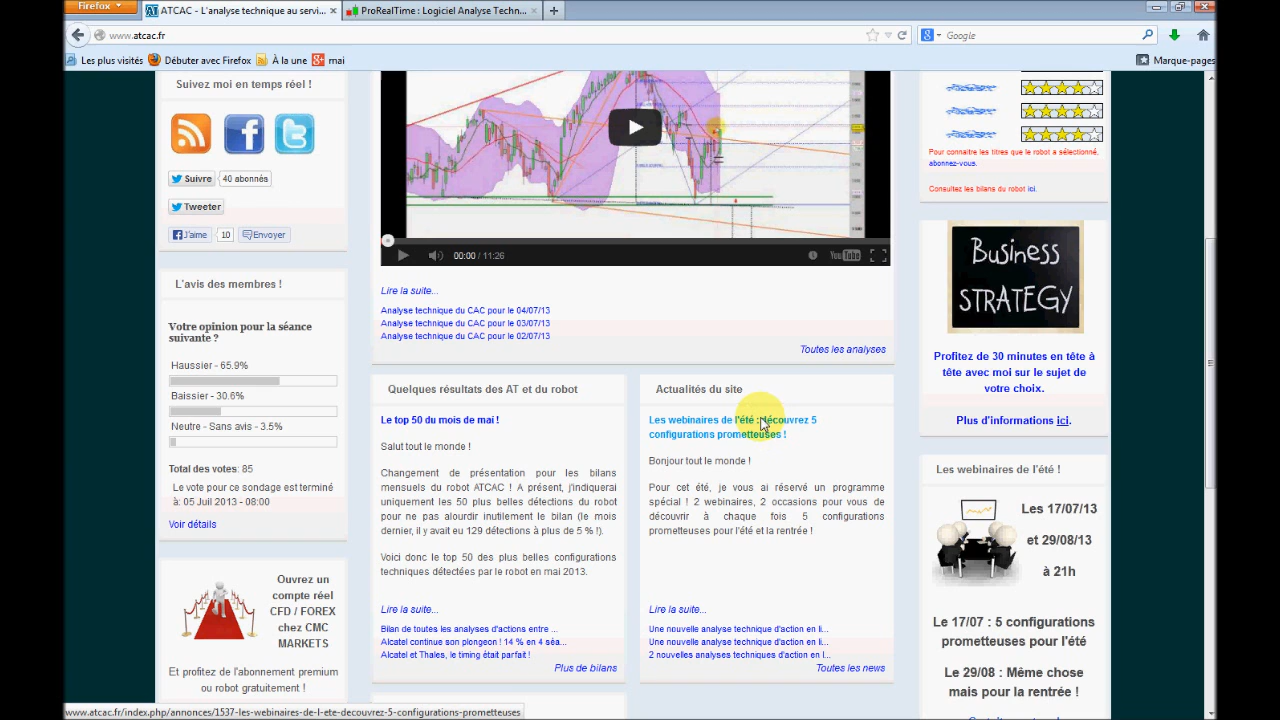 Firefox
ATCAC - L'analyse technique au servi...
ProRealTime : Logiciel Analyse Techn...
www.atcac.fr
Google
Les plus visités
Débuter avec Firefox
À la une
mai
Marque-pages
Suivez moi en temps réel !
Suivre
40 abonnés
Tweeter
J'aime
10
Envoyer
L'avis des membres !
Votre opinion pour la séance
suivante ?
Haussier - 65.9%
Baissier - 30.6%
Neutre - Sans avis - 3.5%
Total des votes: 85
Le vote pour ce sondage est terminé
à: 05 Juil 2013 - 08:00
Voir détails
Ouvrez un
compte réel
CFD / FOREX
chez CMC
MARKETS
Et profitez de l'abonnement premium
ou robot gratuitement !
00:00 / 11:26
YouTube
Lire la suite...
Analyse technique du CAC pour le 04/07/13
Analyse technique du CAC pour le 03/07/13
Analyse technique du CAC pour le 02/07/13
Toutes les analyses
Quelques résultats des AT et du robot
Le top 50 du mois de mai !
Salut tout le monde !
Changement de présentation pour les bilans
mensuels du robot ATCAC ! A présent, j'indiquerai
uniquement les 50 plus belles détections du robot
pour ne pas alourdir inutilement le bilan (le mois
dernier, il y avait eu 129 détections à plus de 5 % !).
Voici donc le top 50 des plus belles configurations
techniques détectées par le robot en mai 2013.
Lire la suite...
Bilan de toutes les analyses d'actions entre ...
Alcatel continue son plongeon ! 14 % en 4 séa...
Alcatel et Thales, le timing était parfait !
Plus de bilans
Actualités du site
Les webinaires de l'été : découvrez 5
configurations prometteuses !
Bonjour tout le monde !
Pour cet été, je vous ai réservé un programme
spécial ! 2 webinaires, 2 occasions pour vous de
découvrir à chaque fois 5 configurations
prometteuses pour l'été et la rentrée !
Lire la suite...
Une nouvelle analyse technique d'action en li...
Une nouvelle analyse technique d'action en li...
2 nouvelles analyses techniques d'action en l...
Toutes les news
Pour connaitre les titres que le robot a sélectionné,
abonnez-vous.
Consultez les bilans du robot ici.
Business
STRATEGY
Profitez de 30 minutes en tête à
tête avec moi sur le sujet de
votre choix.
Plus d'informations ici.
Les webinaires de l'été !
Les 17/07/13
et 29/08/13
à 21h
Le 17/07 : 5 configurations
prometteuses pour l'été
Le 29/08 : Même chose
mais pour la rentrée !
www.atcac.fr/index.php/annonces/1537-les-webinaires-de-l-ete-decouvrez-5-configurations-prometteuses